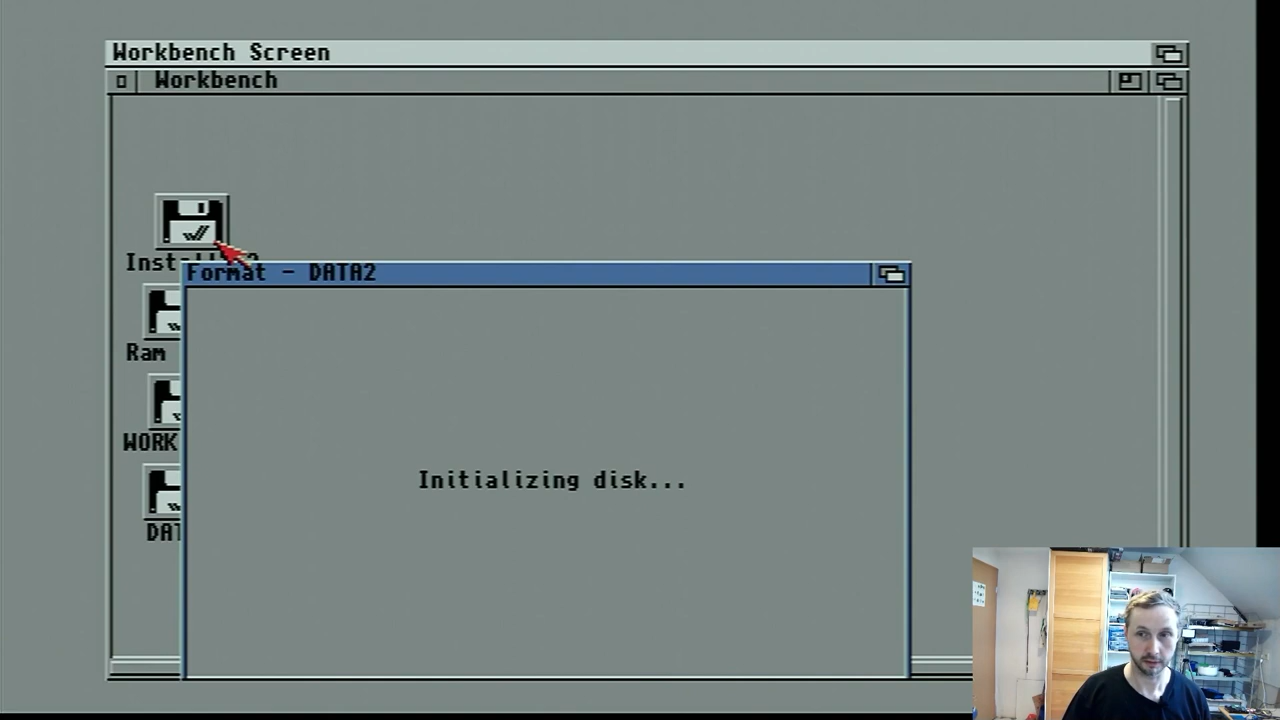 Workbench Screen
Workbench
Format - DATA2
Ram
WORK
Initializing disk...